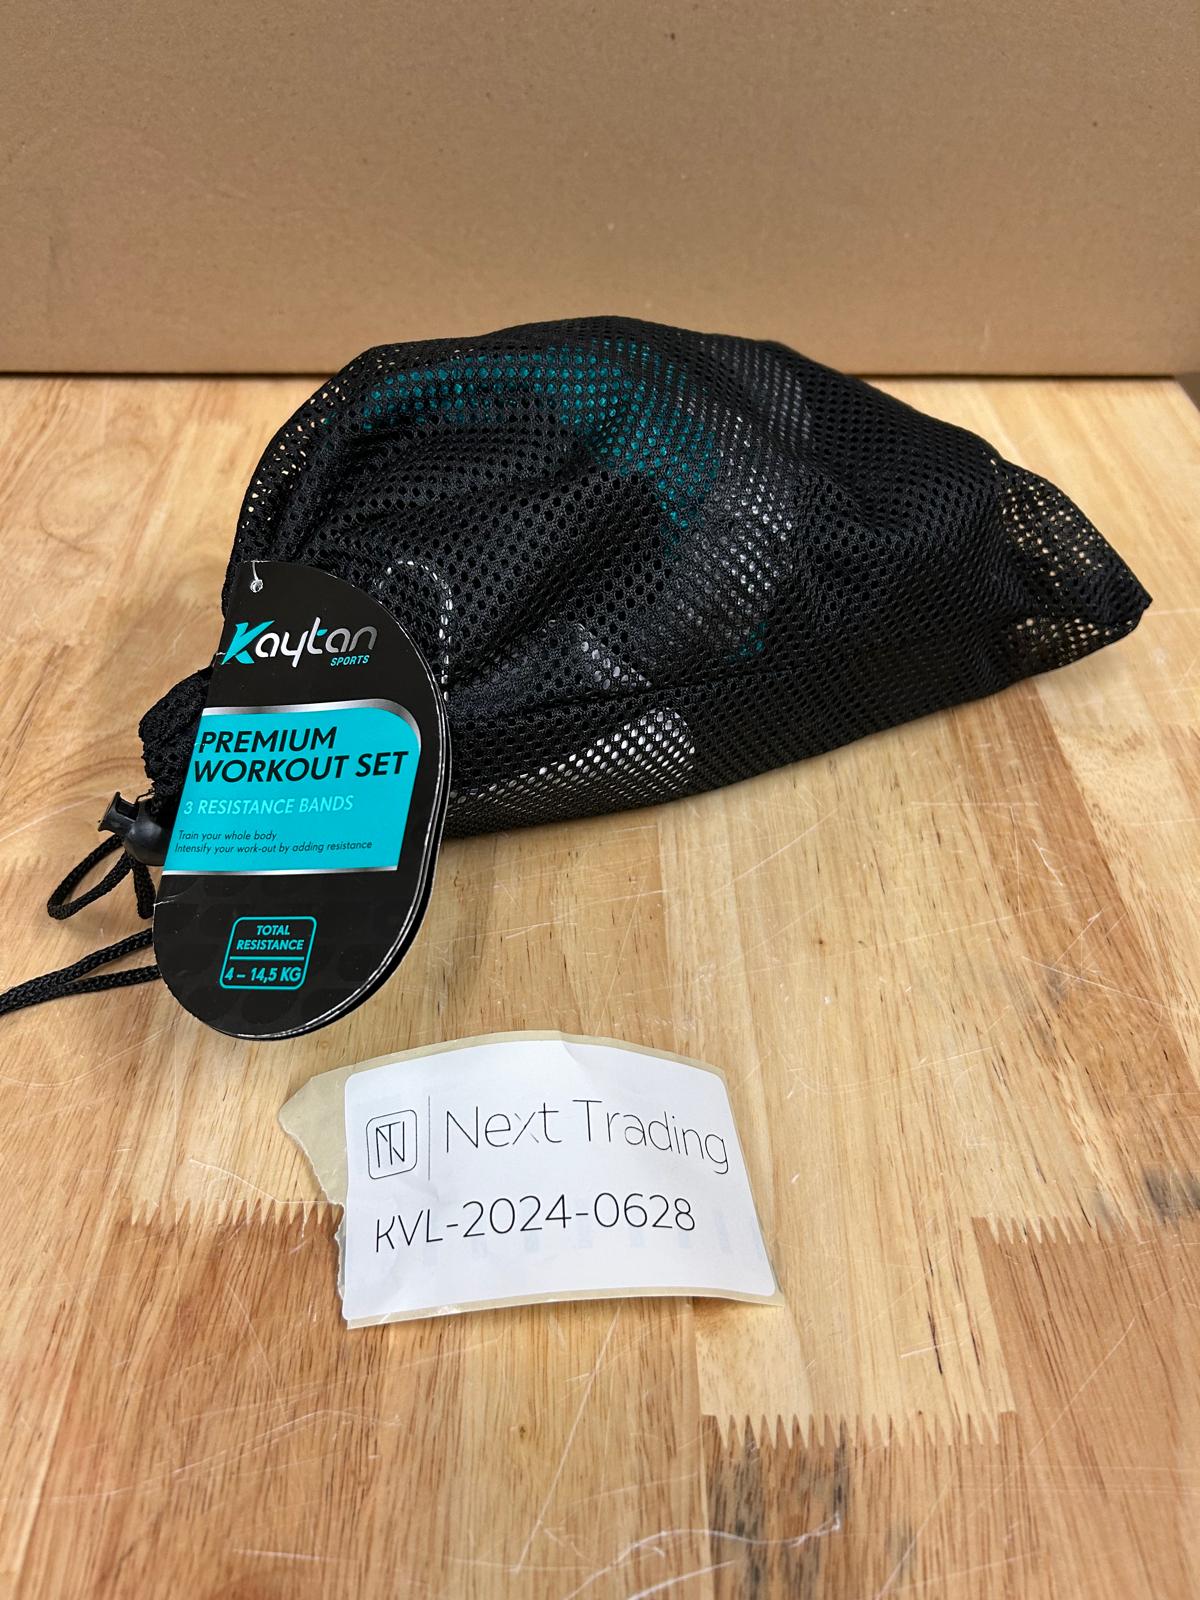 Kaytan
SPORTS
PREMIUM
WORKOUT SET
3 RESISTANCE BANDS
Train your whole body
Intensify your work-out by adding resistance
TOTAL
RESISTANCE
4 – 14,5 KG
Next Trading
KVL-2024-0628